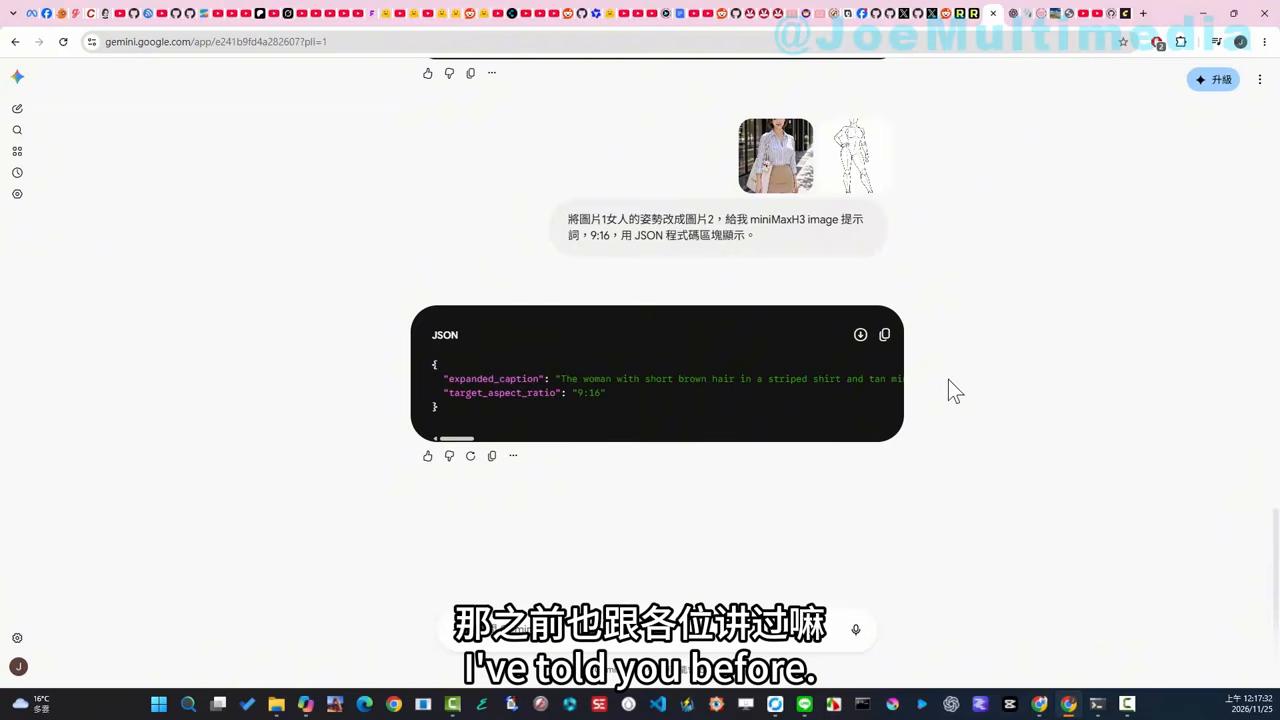 @JoeMultimedia
gemini.google.com/app/e241b9fd4a282607?pli=1
升級
將圖片1女人的姿勢改成圖片2，給我 miniMaxH3 image 提示
詞，9:16，用 JSON 程式碼區塊顯示。
JSON
{
"expanded_caption": "The woman with short brown hair in a striped shirt and tan mi
"target_aspect_ratio": "9:16"
}
那之前也跟各位讲过嘛
I've told you before.
J
16°C
多雲
上午 12:17:32
2026/11/25